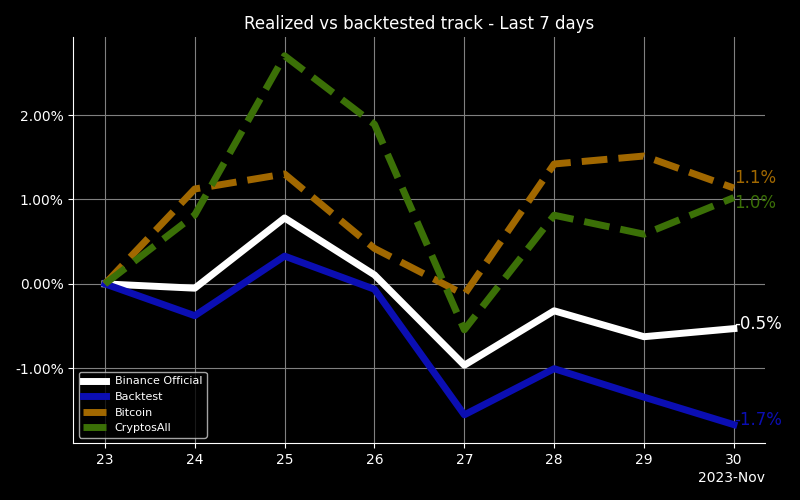 Realized vs backtested track - Last 7 days
2.00%
1.00%
0.00%
-1.00%
1.1%
1.0%
-0.5%
-1.7%
Binance Official
Backtest
Bitcoin
CryptosAll
23 24 25 26 27 28 29 30
2023-Nov